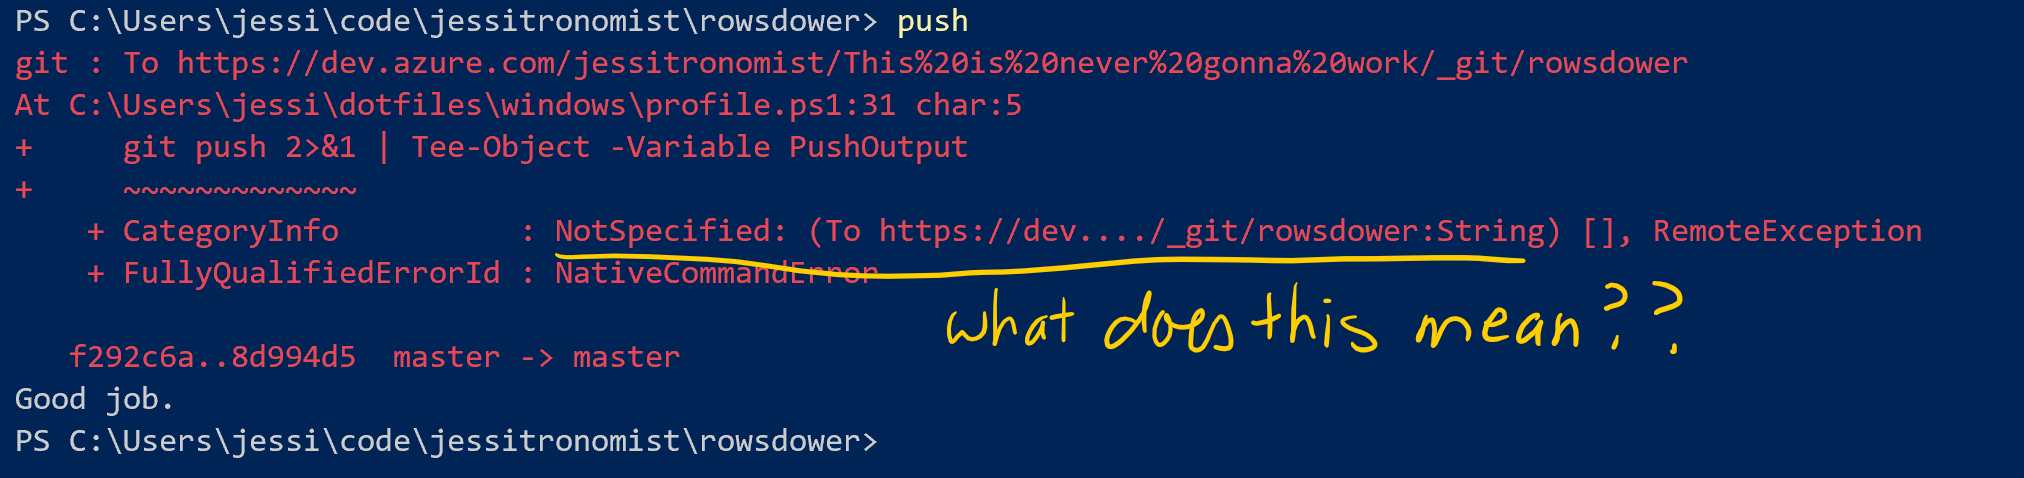 PS C:\Users\jessi\code\jessitronomist\rowsdower> push
git : To https://dev.azure.com/jessitronomist/This%20is%20never%20gonna%20work/_git/rowsdower
At C:\Users\jessi\dotfiles\windows\profile.ps1:31 char:5
+     git push 2>&1 | Tee-Object -Variable PushOutput
+     ~~~~~~~~~~~~~
    + CategoryInfo          : NotSpecified: (To https://dev..../_git/rowsdower:String) [], RemoteException
    + FullyQualifiedErrorId : NativeCommandError
what does this mean??
   f292c6a..8d994d5  master -> master
Good job.
PS C:\Users\jessi\code\jessitronomist\rowsdower>